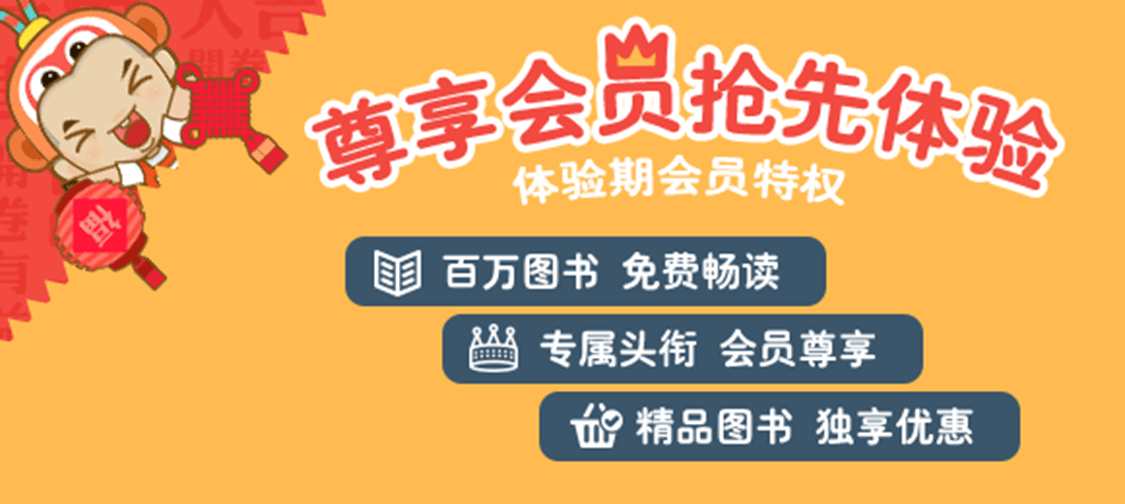 尊享会员抢先体验
体验期会员特权
百万图书 免费畅读
专属头衔 会员尊享
精品图书 独享优惠
福